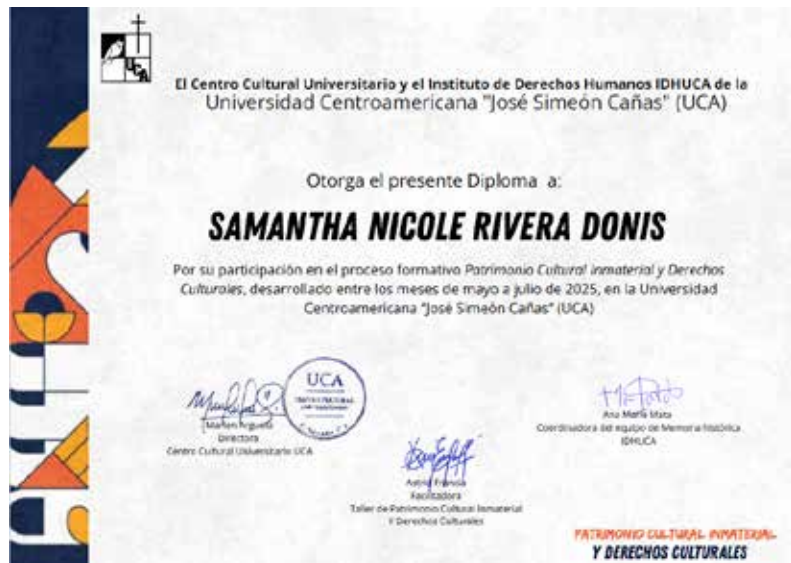 UCA
El Centro Cultural Universitario y el Instituto de Derechos Humanos IDHUCA de la
Universidad Centroamericana "José Simeón Cañas" (UCA)
Otorga el presente Diploma a:
SAMANTHA NICOLE RIVERA DONIS
Por su participación en el proceso formativo Patrimonio Cultural Inmaterial y Derechos
Culturales, desarrollado entre los meses de mayo a julio de 2025, en la Universidad
Centroamericana "José Simeón Cañas" (UCA)
UCA
Marlen Argueta
Directora
Centro Cultural Universitario UCA
Ana María Mata
Coordinadora del equipo de Memoria histórica
IDHUCA
Astrid Francia
Facilitadora
Taller de Patrimonio Cultural Inmaterial
Y Derechos Culturales
PATRIMONIO CULTURAL INMATERIAL
Y DERECHOS CULTURALES